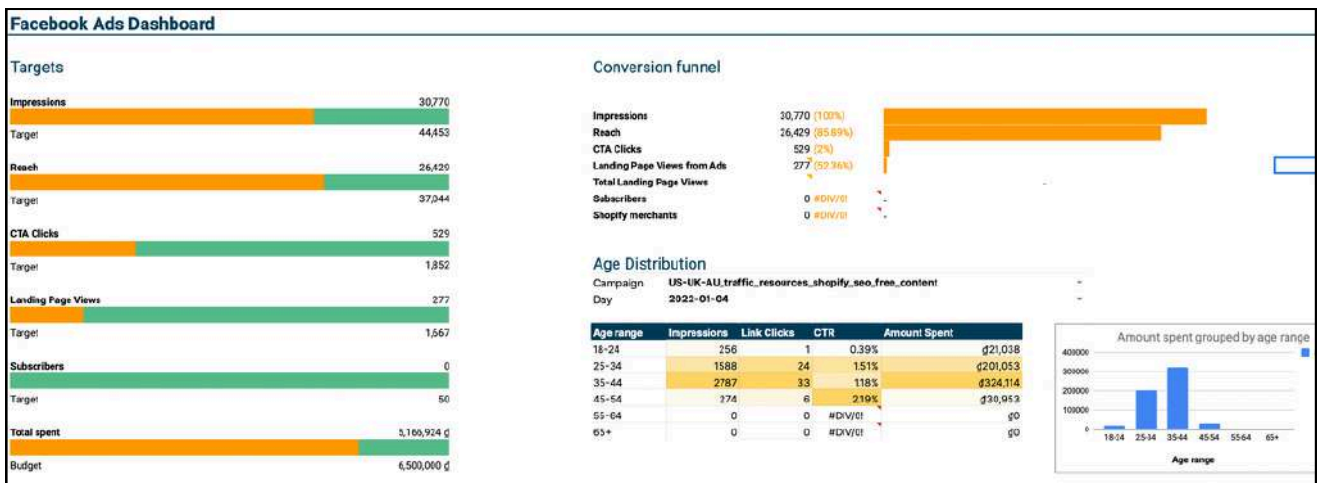 Facebook Ads Dashboard
Targets
Impressions 30,770
Target 44,453
Reach 26,429
Target 37,044
CTA Clicks 529
Target 1,852
Landing Page Views 277
Target 1,667
Subscribers 0
Target 50
Total spent 5,166,924 ₫
Budget 6,500,000 ₫
Conversion funnel
Impressions 30,770 (100%)
Reach 26,429 (85.89%)
CTA Clicks 529 (2%)
Landing Page Views from Ads 277 (52.36%)
Total Landing Page Views
Subscribers 0 #DIV/0!
Shopify merchants 0 #DIV/0!
Age Distribution
Campaign US-UK-AU_traffic_resources_shopify_seo_free_content
Day 2022-01-04
Age range Impressions Link Clicks CTR Amount Spent
18-24 256 1 0.39% ₫21,038
25-34 1588 24 1.51% ₫201,053
35-44 2787 33 1.18% ₫324,114
45-54 274 6 2.19% ₫30,953
55-64 0 0 #DIV/0! ₫0
65+ 0 0 #DIV/0! ₫0
Amount spent grouped by age range
400000
300000
200000
100000
0
18-24 25-34 35-44 45-54 55-64 65+
Age range